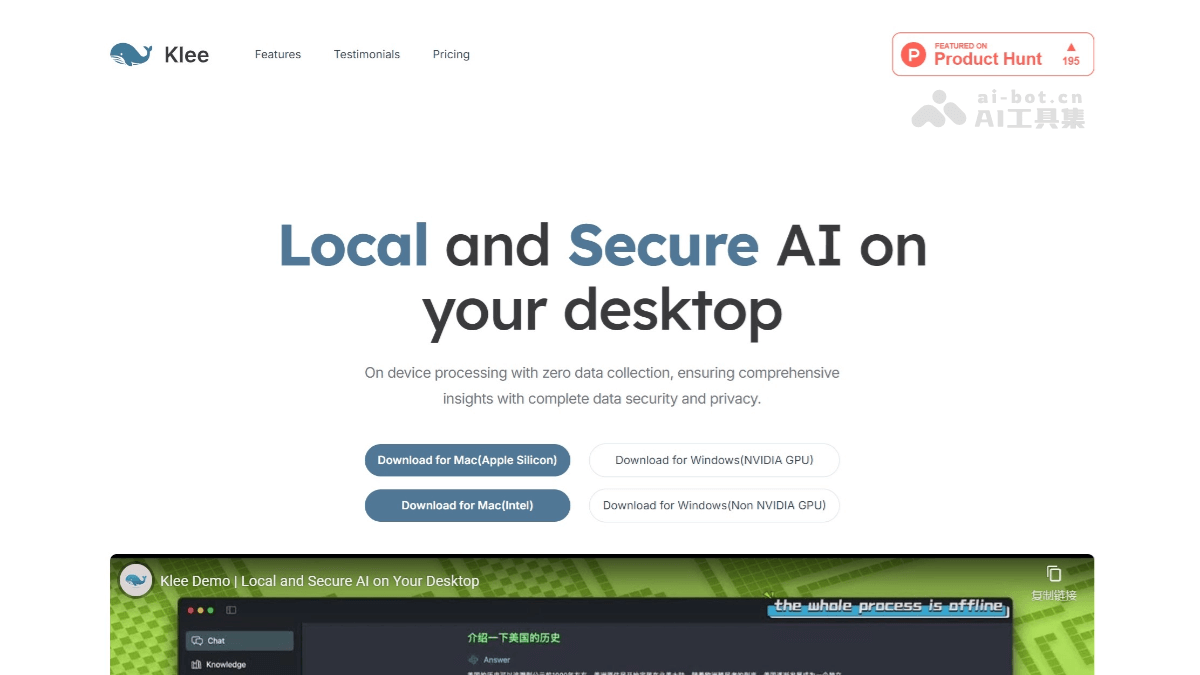 Klee
Features
Testimonials
Pricing
FEATURED ON
Product Hunt
195
ai-bot.cn
AI工具集
Local and Secure AI on
your desktop
On device processing with zero data collection, ensuring comprehensive
insights with complete data security and privacy.
Download for Mac(Apple Silicon)
Download for Windows(NVIDIA GPU)
Download for Mac(Intel)
Download for Windows(Non NVIDIA GPU)
Klee Demo | Local and Secure AI on Your Desktop
复制链接
the whole process is offline
Chat
介绍一下美国的历史
Answer
Knowledge